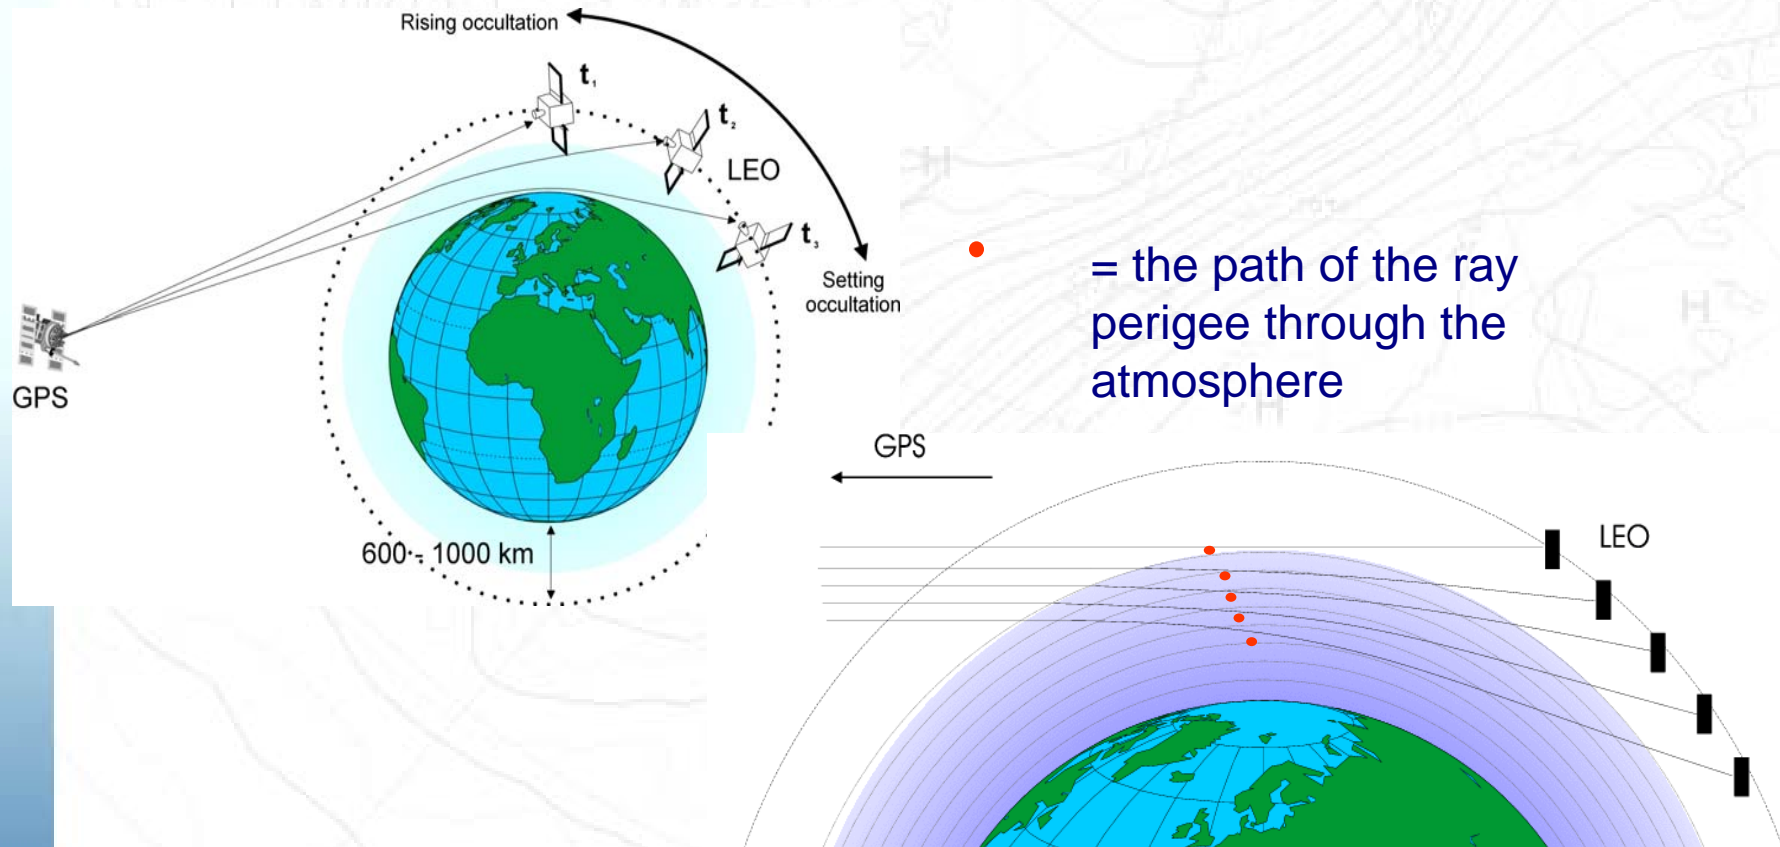 Rising occultation
t₁
t₂
LEO
t₃
Setting
occultation
GPS
600 - 1000 km
= the path of the ray
perigee through the
atmosphere
GPS
LEO
H
H
H